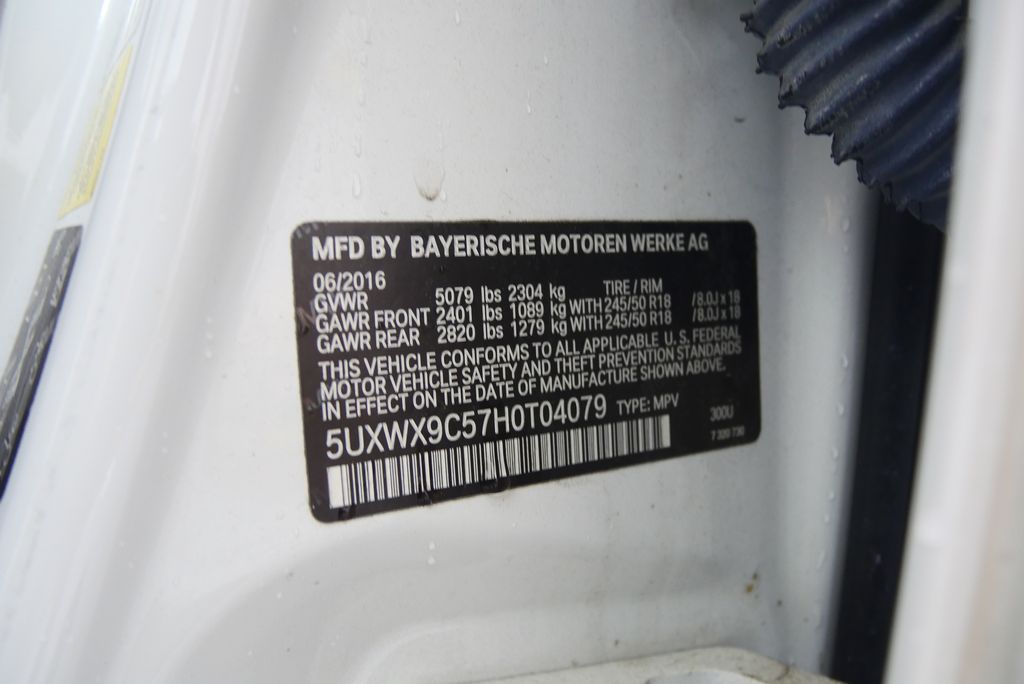 MFD BY BAYERISCHE MOTOREN WERKE AG
06/2016 TIRE / RIM
GVWR 5079 lbs 2304 kg
GAWR FRONT 2401 lbs 1089 kg WITH 245/50 R18 /8.0J x 18
GAWR REAR 2820 lbs 1279 kg WITH 245/50 R18 /8.0J x 18
THIS VEHICLE CONFORMS TO ALL APPLICABLE U.S. FEDERAL
MOTOR VEHICLE SAFETY AND THEFT PREVENTION STANDARDS
IN EFFECT ON THE DATE OF MANUFACTURE SHOWN ABOVE.
5UXWX9C57H0T04079 TYPE: MPV 300U
7 320 730